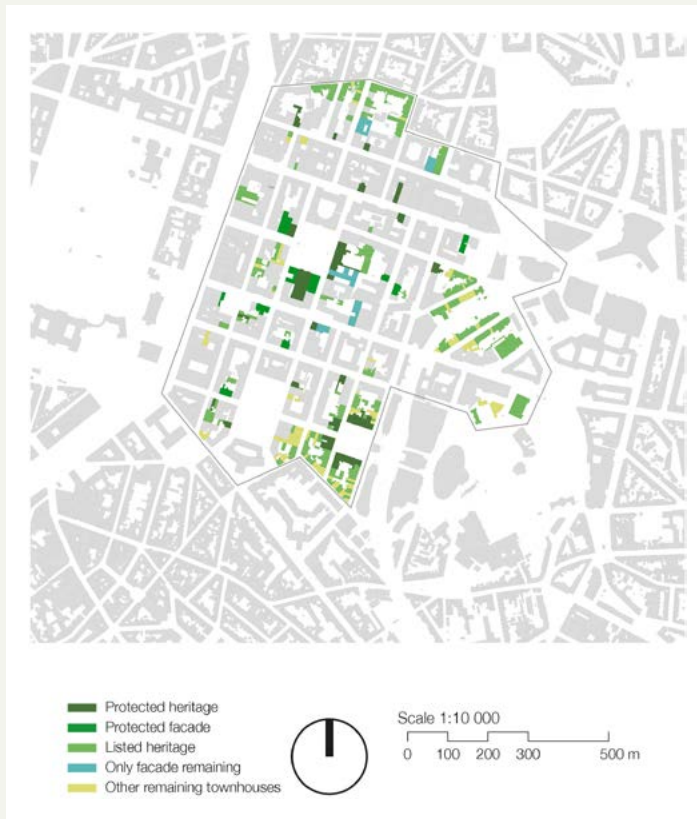 Protected heritage
Protected facade
Listed heritage
Only facade remaining
Other remaining townhouses
Scale 1:10 000
0 100 200 300 500 m